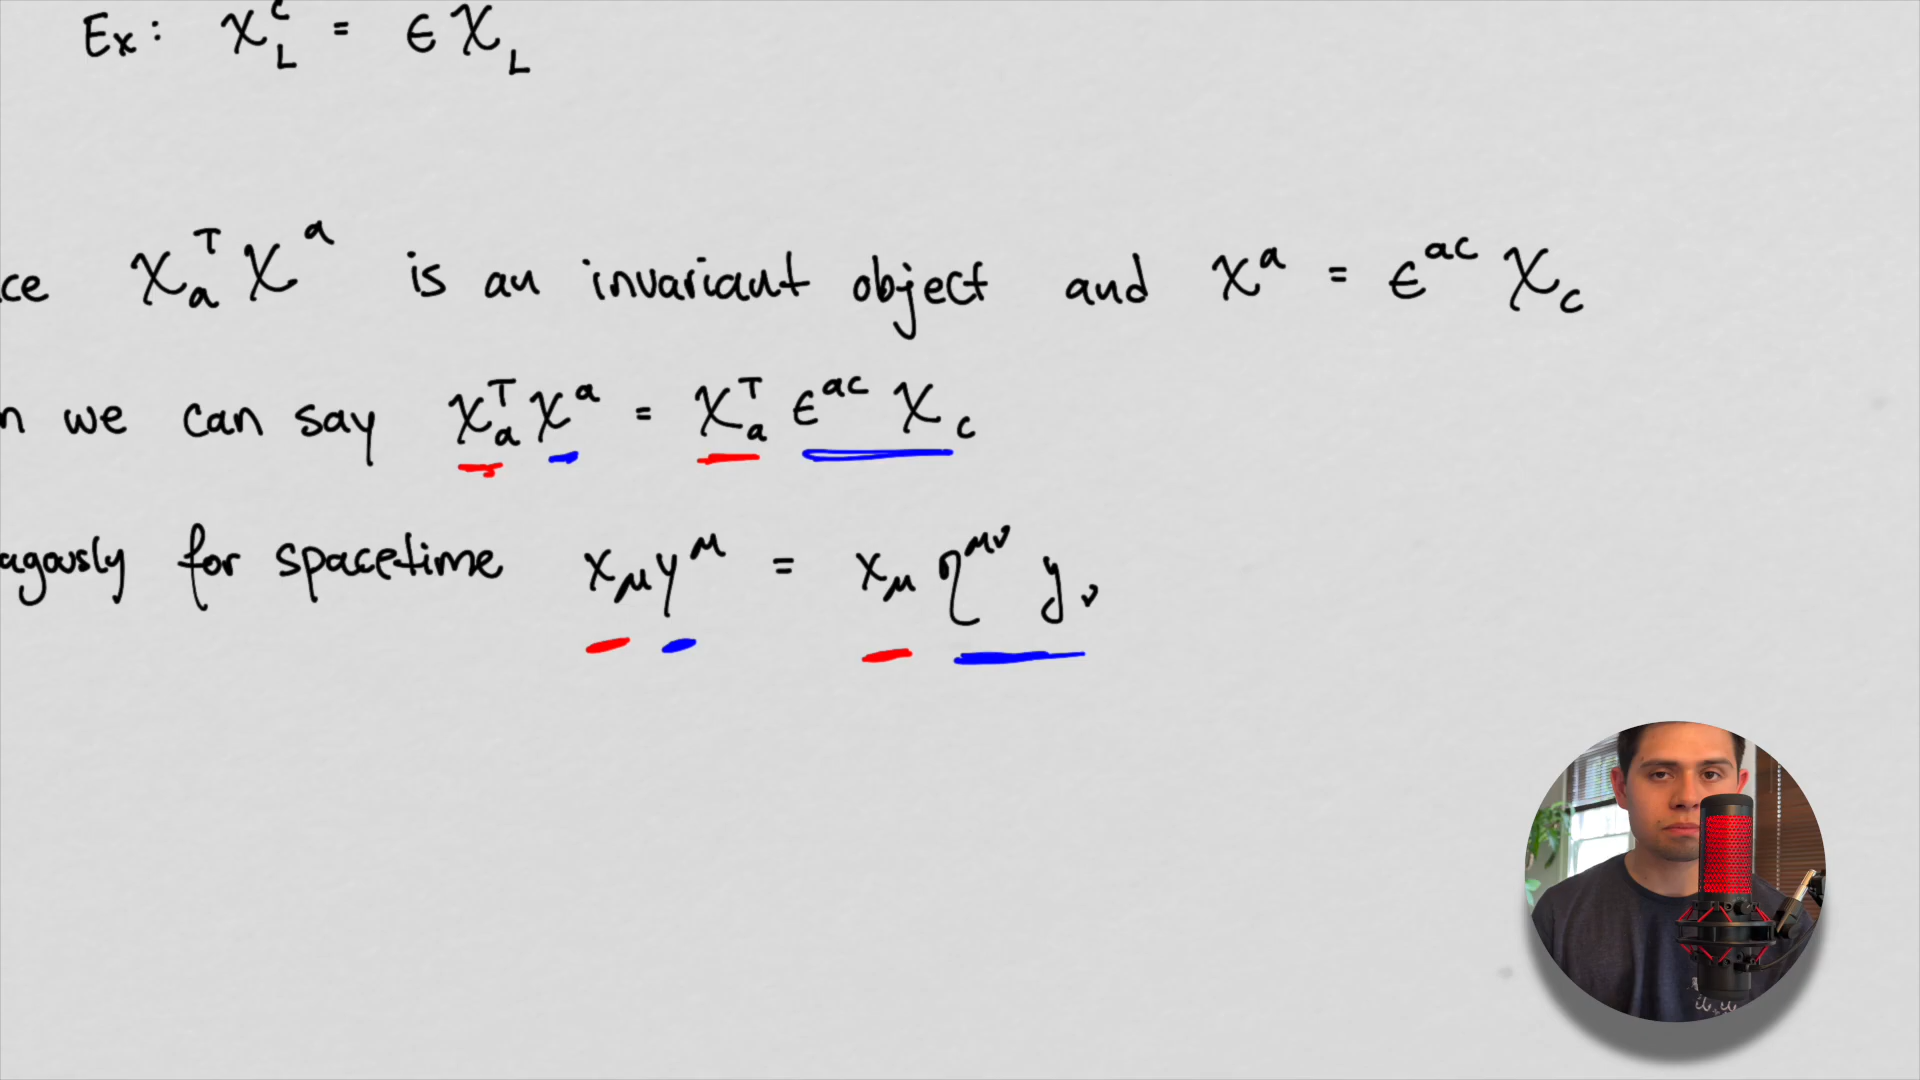 Ex: χ_L^c = ϵ χ_L
ce χ_a^T χ^a is an invariant object and χ^a = ϵ^{ac} χ_c
n we can say χ_a^T χ^a = χ_a^T ϵ^{ac} χ_c
agously for spacetime x_μ y^μ = x_μ η^{μν} y_ν